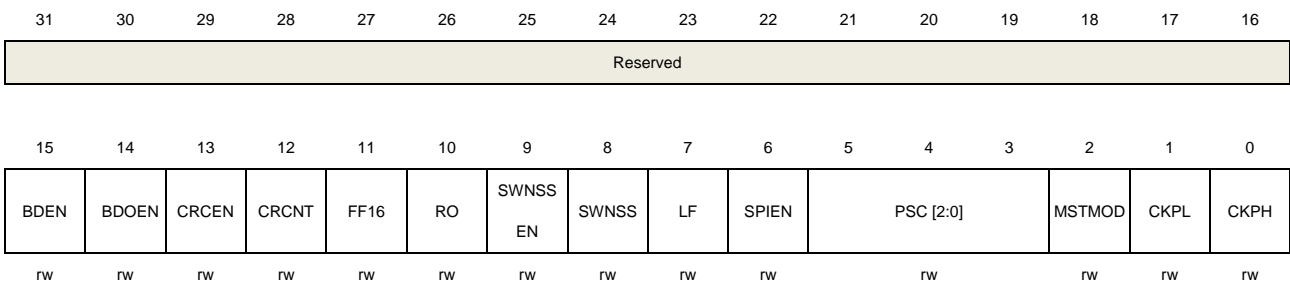 31 30 29 28 27 26 25 24 23 22 21 20 19 18 17 16
Reserved
15 14 13 12 11 10 9 8 7 6 5 4 3 2 1 0
BDEN BDOEN CRCEN CRCNT FF16 RO SWNSS EN SWNSS LF SPIEN PSC [2:0] MSTMOD CKPL CKPH
rw rw rw rw rw rw rw rw rw rw rw rw rw rw